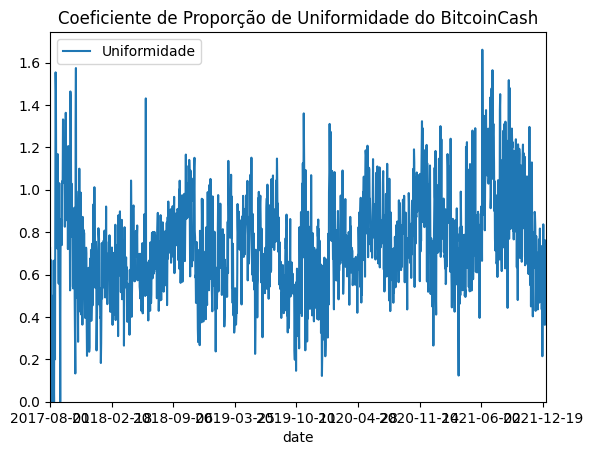 Coeficiente de Proporção de Uniformidade do BitcoinCash
Uniformidade
1.6
1.4
1.2
1.0
0.8
0.6
0.4
0.2
0.0
2017-08-01 2018-02-18 2018-09-06 2019-03-25 2019-10-11 2020-04-28 2020-11-14 2021-06-02 2021-12-19
date